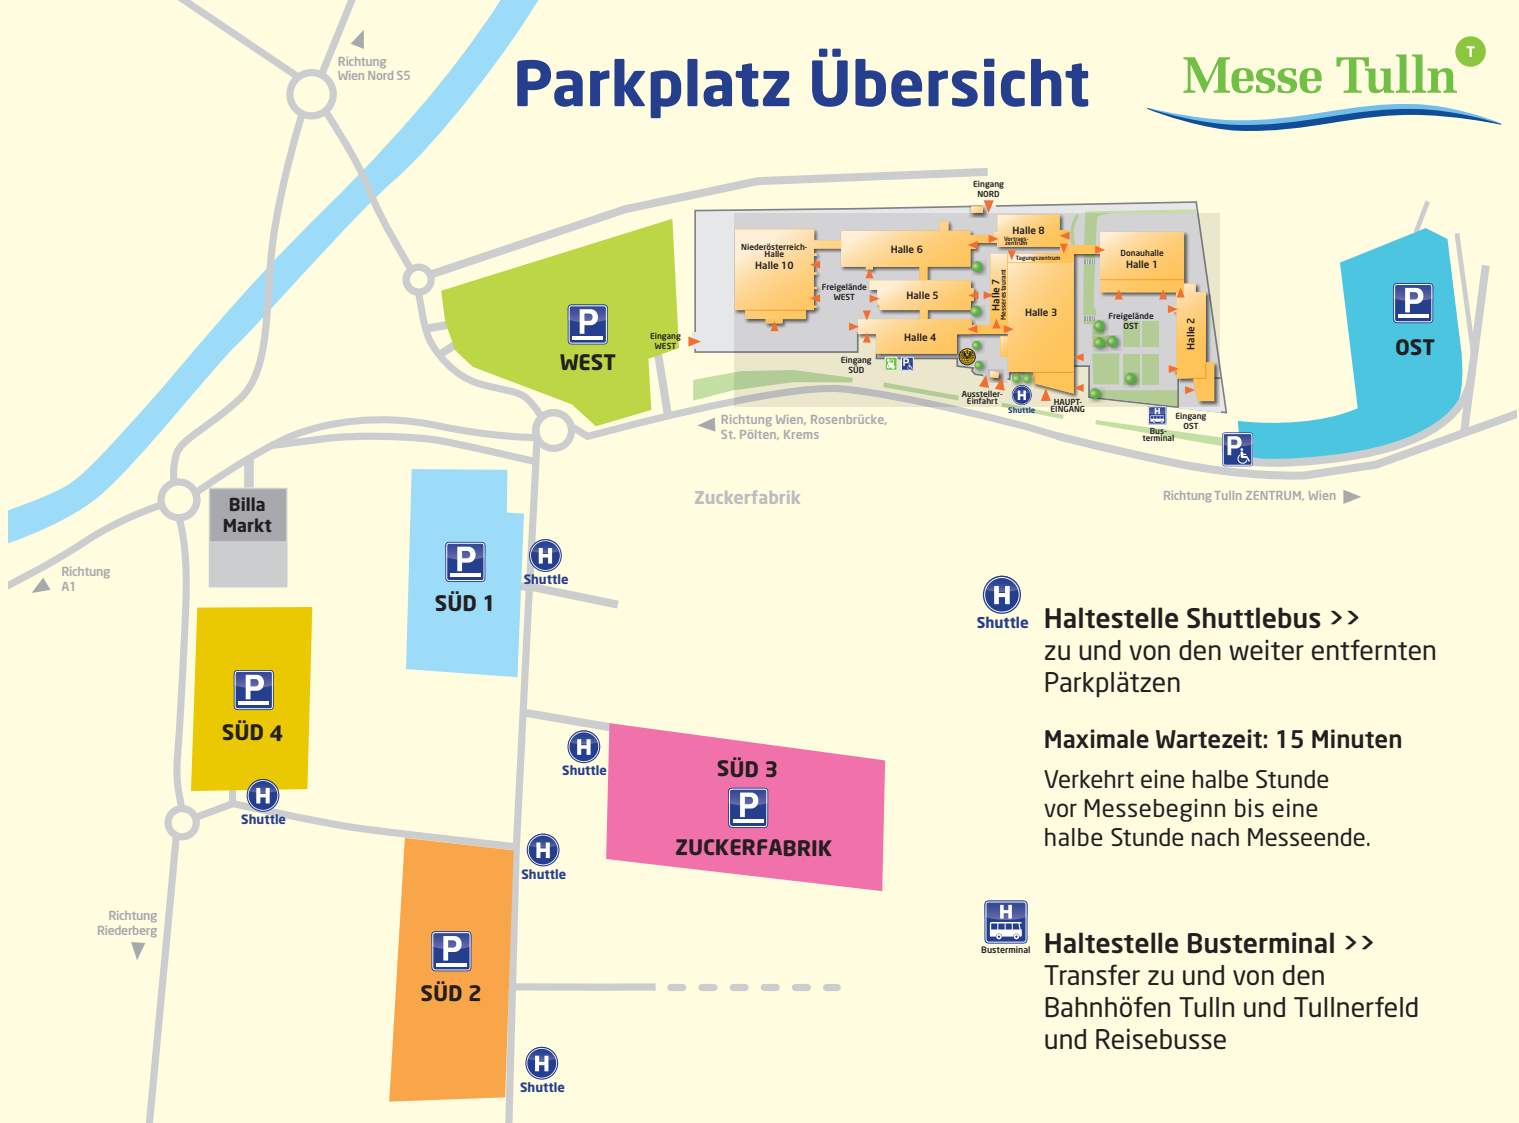 Parkplatz Übersicht
Messe Tulln
T
Richtung
Wien Nord S5
Eingang
NORD
Niederösterreich-
Halle
Halle 10
Halle 6
Halle 8
Vortrags-
zentrum
Tagungszentrum
Donauhalle
Halle 1
Freigelände
WEST
Halle 5
Halle 7
Messerestaurant
Halle 3
Freigelände
OST
Halle 2
Halle 4
Eingang
WEST
Eingang
SÜD
P
Aussteller-
Einfahrt
H
Shuttle
HAUPT-
EINGANG
H
Bus-
terminal
Eingang
OST
P
WEST
P
OST
P
Richtung Wien, Rosenbrücke,
St. Pölten, Krems
Zuckerfabrik
Richtung Tulln ZENTRUM, Wien
Billa
Markt
Richtung
A1
P
SÜD 1
H
Shuttle
P
SÜD 4
H
Shuttle
H
Shuttle
SÜD 3
P
ZUCKERFABRIK
H
Shuttle
P
SÜD 2
H
Shuttle
Richtung
Riederberg
H
Shuttle
Haltestelle Shuttlebus >>
zu und von den weiter entfernten
Parkplätzen
Maximale Wartezeit: 15 Minuten
Verkehrt eine halbe Stunde
vor Messebeginn bis eine
halbe Stunde nach Messeende.
H
Busterminal
Haltestelle Busterminal >>
Transfer zu und von den
Bahnhöfen Tulln und Tullnerfeld
und Reisebusse